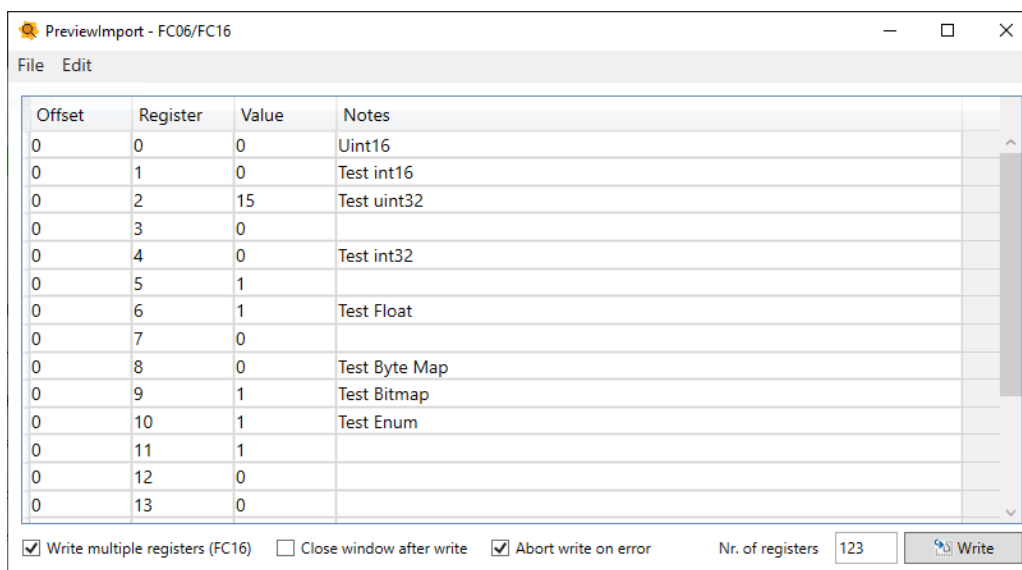 PreviewImport - FC06/FC16
File Edit
Offset Register Value Notes
0 0 0 Uint16
0 1 0 Test int16
0 2 15 Test uint32
0 3 0
0 4 0 Test int32
0 5 1
0 6 1 Test Float
0 7 0
0 8 0 Test Byte Map
0 9 1 Test Bitmap
0 10 1 Test Enum
0 11 1
0 12 0
0 13 0
Write multiple registers (FC16) Close window after write Abort write on error Nr. of registers 123 Write